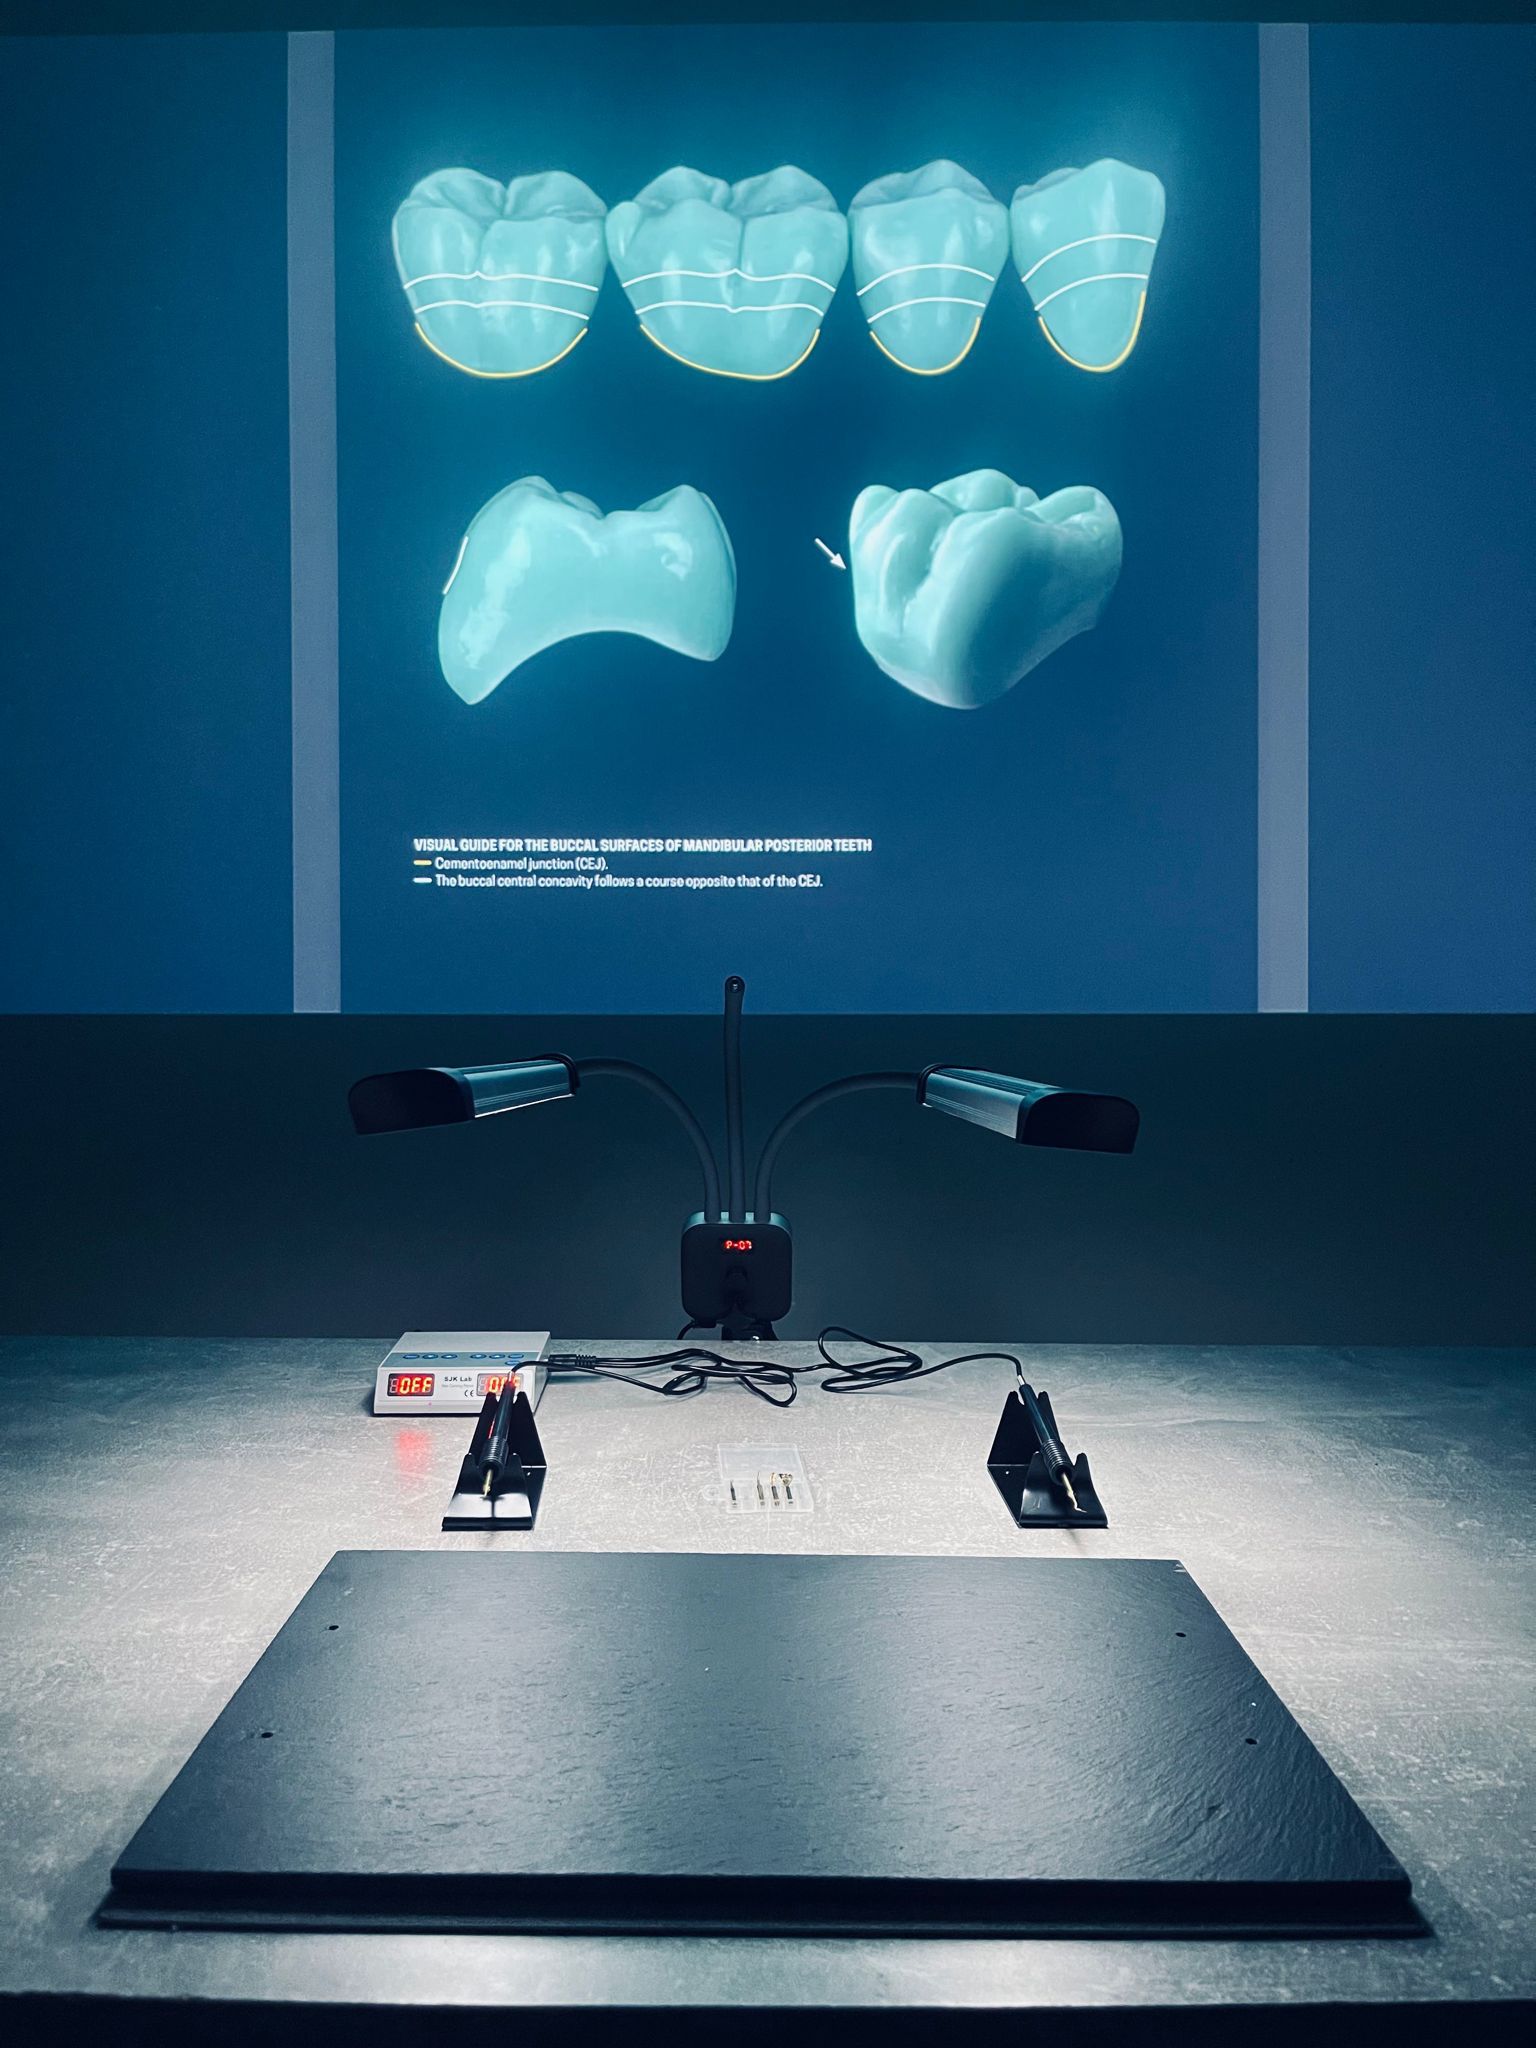 VISUAL GUIDE FOR THE BUCCAL SURFACES OF MANDIBULAR POSTERIOR TEETH
Cementoenamel junction (CEJ).
The buccal central concavity follows a course opposite that of the CEJ.
P-07
OFF
SJK Lab
CE